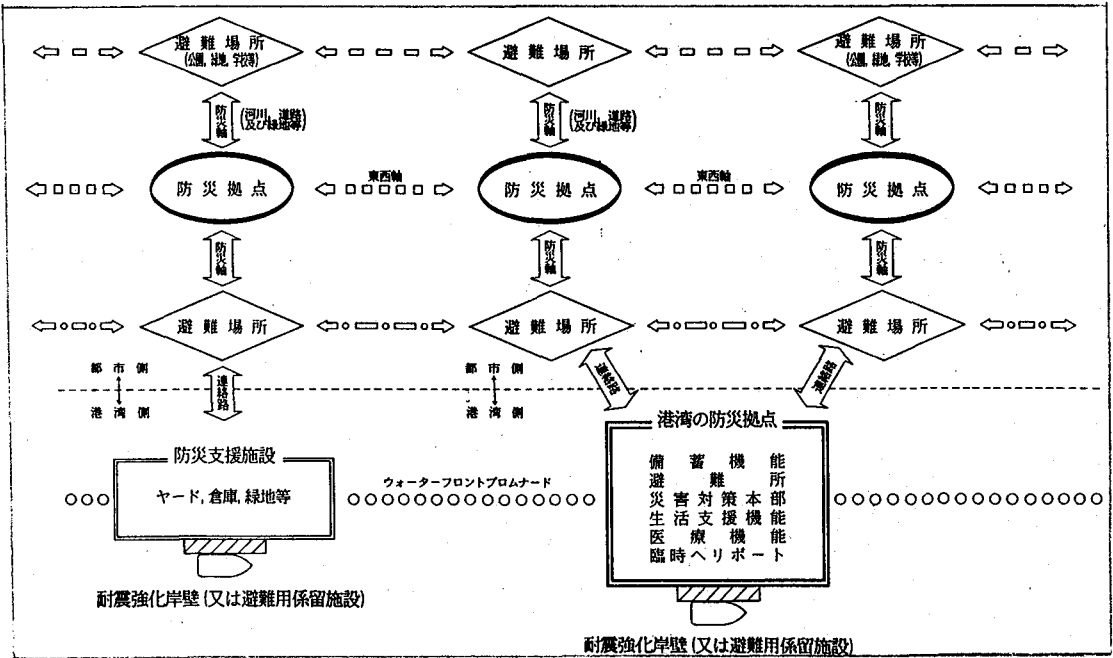 避難場所
(公園、緑地、学校等)
避難場所
避難場所
(公園、緑地、学校等)
防災軸
(河川、道路
及び緑地等)
防災軸
(河川、道路
及び緑地等)
防災軸
防災拠点
東西軸
防災拠点
東西軸
防災拠点
防災軸
防災軸
防災軸
避難場所
避難場所
避難場所
都市側
港湾側
連絡路
都市側
港湾側
連絡路
連絡路
防災支援施設
ヤード, 倉庫, 緑地等
ウォーターフロントプロムナード
港湾の防災拠点
備蓄機能
避難所
災害対策本部
生活支援機能
医療機能
臨時ヘリポート
耐震強化岸壁(又は避難用係留施設)
耐震強化岸壁(又は避難用係留施設)